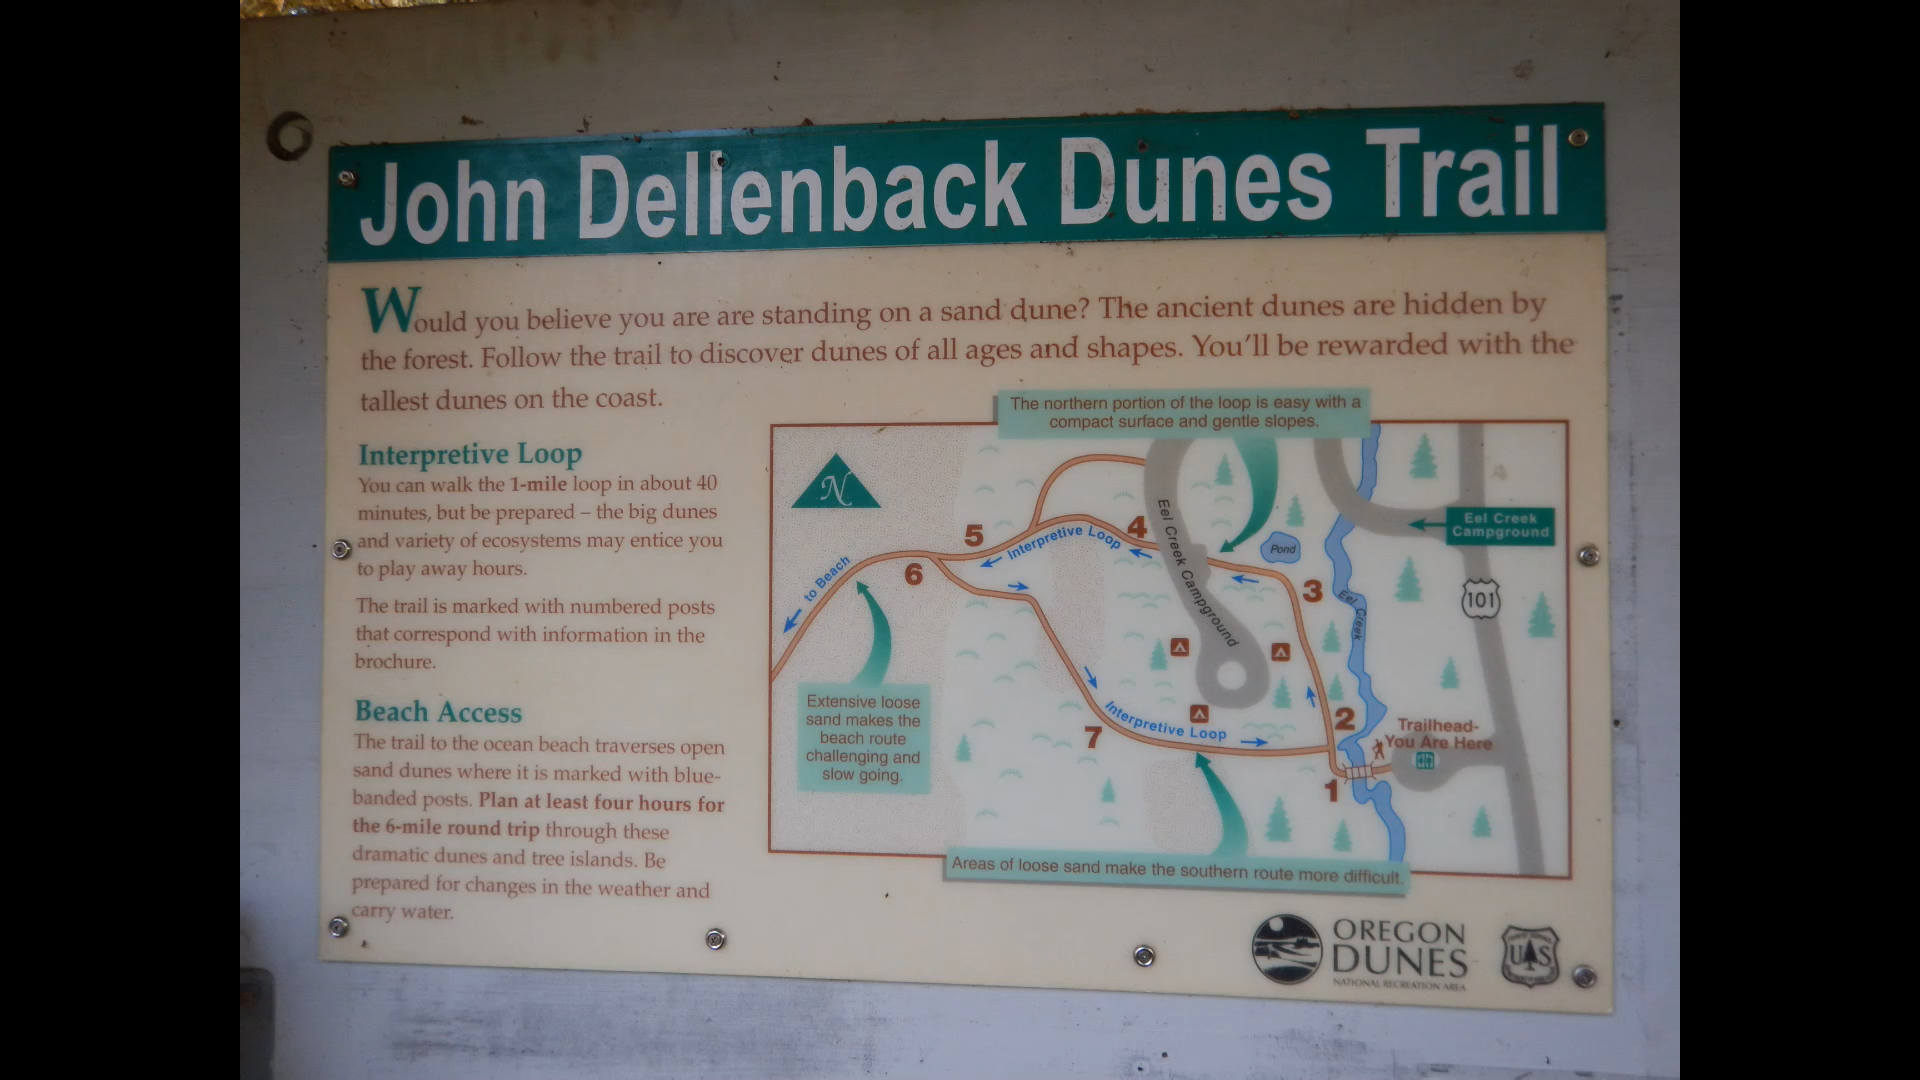 John Dellenback Dunes Trail
Would you believe you are are standing on a sand dune? The ancient dunes are hidden by
the forest. Follow the trail to discover dunes of all ages and shapes. You'll be rewarded with the
tallest dunes on the coast.
Interpretive Loop
You can walk the 1-mile loop in about 40
minutes, but be prepared – the big dunes
and variety of ecosystems may entice you
to play away hours.
The trail is marked with numbered posts
that correspond with information in the
brochure.
Beach Access
The trail to the ocean beach traverses open
sand dunes where it is marked with blue-
banded posts. Plan at least four hours for
the 6-mile round trip through these
dramatic dunes and tree islands. Be
prepared for changes in the weather and
carry water.
The northern portion of the loop is easy with a
compact surface and gentle slopes.
N
Eel Creek
Campground
101
Pond
Eel Creek
Eel Creek Campground
Interpretive Loop
to Beach
5
4
6
3
2
7
1
Interpretive Loop
Trailhead-
You Are Here
Extensive loose
sand makes the
beach route
challenging and
slow going.
Areas of loose sand make the southern route more difficult.
OREGON
DUNES
NATIONAL RECREATION AREA
U S